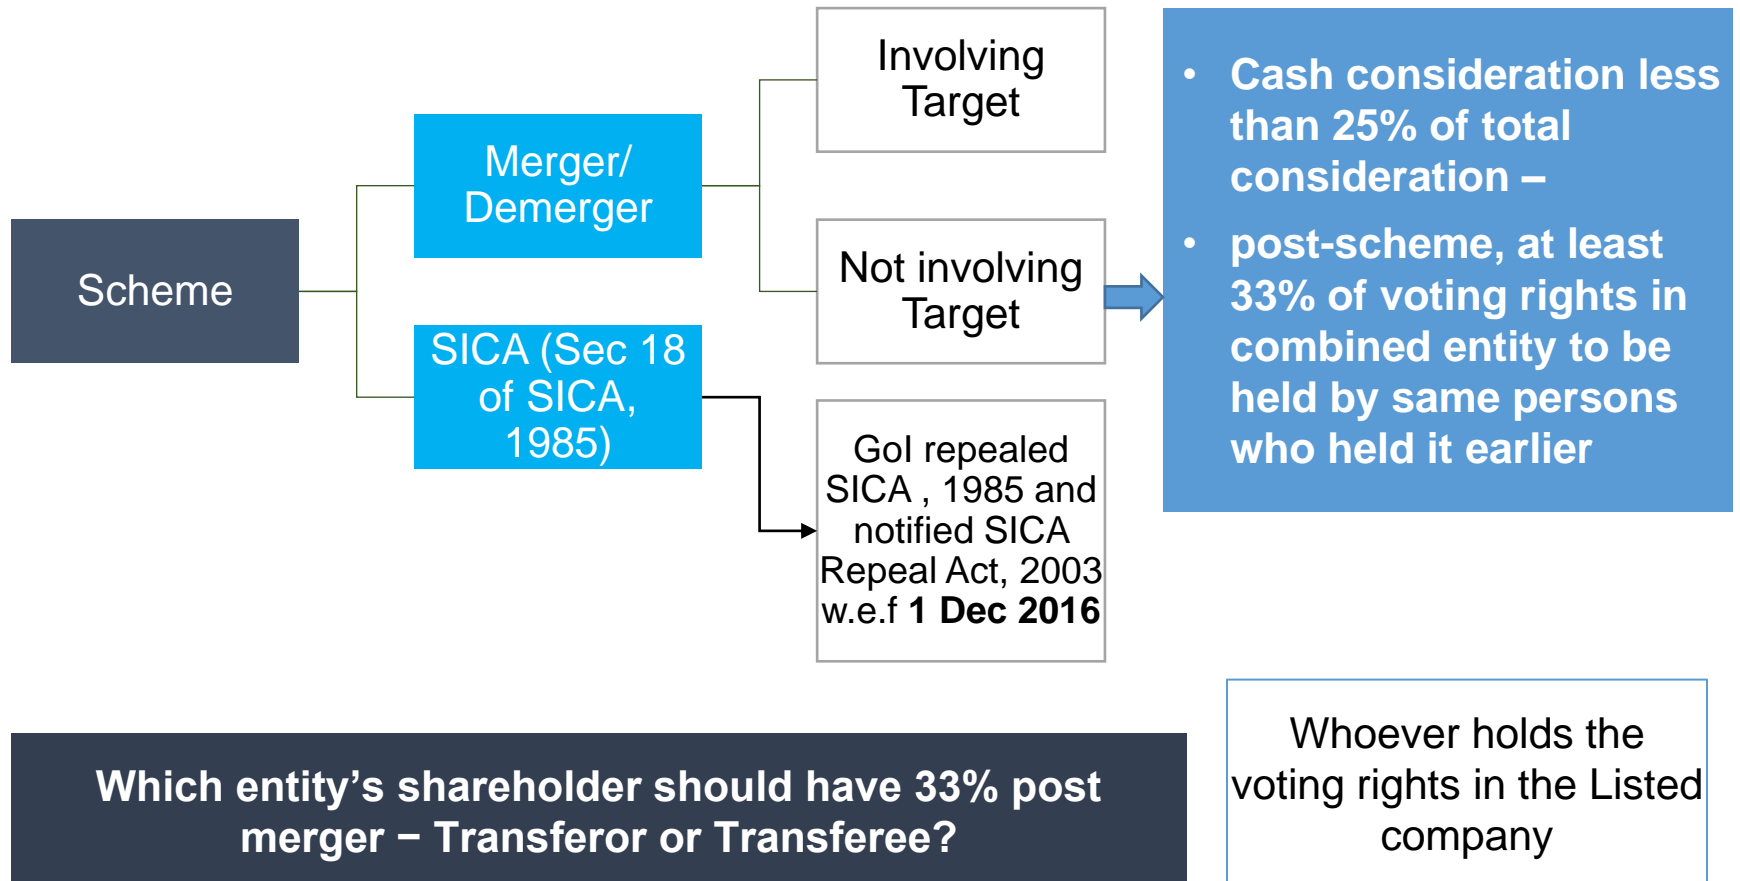 Scheme
Merger/
Demerger
SICA (Sec 18
of SICA,
1985)
Involving
Target
Not involving
Target
GoI repealed
SICA , 1985 and
notified SICA
Repeal Act, 2003
w.e.f 1 Dec 2016
• Cash consideration less
than 25% of total
consideration –
• post-scheme, at least
33% of voting rights in
combined entity to be
held by same persons
who held it earlier
Which entity’s shareholder should have 33% post
merger – Transferor or Transferee?
Whoever holds the
voting rights in the Listed
company